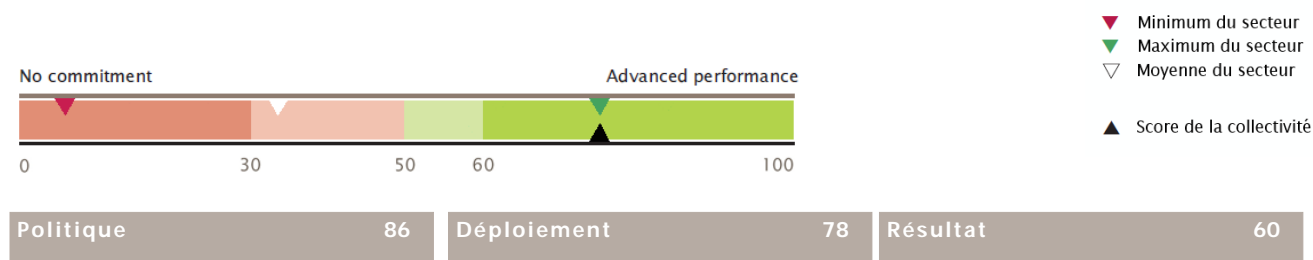 Minimum du secteur
Maximum du secteur
Moyenne du secteur
Score de la collectivité
No commitment
Advanced performance
0 30 50 60 100
Politique 86
Déploiement 78
Résultat 60